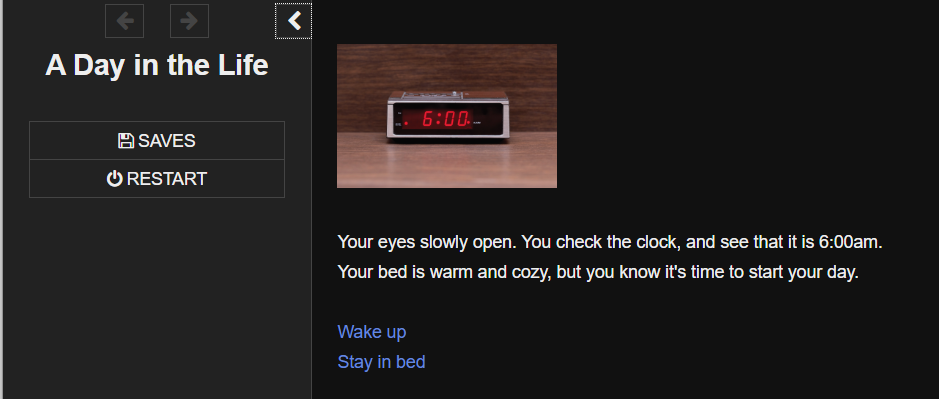 A Day in the Life
SAVES
RESTART
6:00
Your eyes slowly open. You check the clock, and see that it is 6:00am.
Your bed is warm and cozy, but you know it's time to start your day.
Wake up
Stay in bed